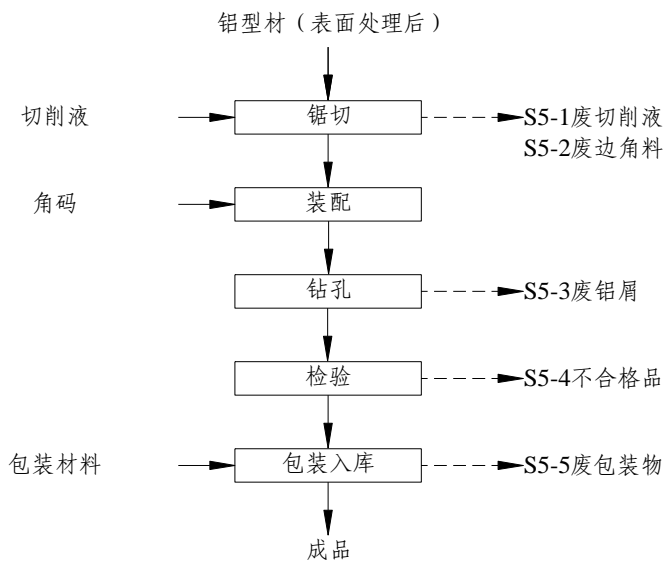 铝型材（表面处理后）
切削液
锯切
S5-1废切削液
S5-2废边角料
角码
装配
钻孔
S5-3废铝屑
检验
S5-4不合格品
包装材料
包装入库
S5-5废包装物
成品